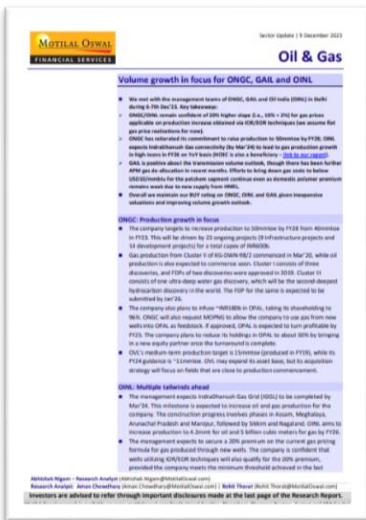 Sector Update | 9 December 2023
MOTILAL OSWAL
FINANCIAL SERVICES
Oil & Gas
Volume growth in focus for ONGC, GAIL and OINL
We met with the management teams of ONGC, GAIL and Oil India (OINL) in Delhi
during 6-7th Dec'23. Key takeaways:
ONGC/OINL remain confident of 20% higher slope (i.e., 10% + 2%) for gas prices
applicable on production increase obtained via IOR/EOR techniques (we assume flat
gas price realisations for now).
ONGC has reiterated its commitment to raise production to 50mmtoe by FY28. OINL
expects Indradhanush Gas connectivity (by Mar'24) to lead to gas production growth
in high teens in FY26 on YoY basis
GAIL is positive about the transmission volume outlook, though there has been further
APM gas de-allocation in recent months. Efforts to bring down gas costs to below
USD10/mmbtu for the petchem segment continue even as domestic polymer premium
remains weak due to new supply from HMEL.
Overall we maintain our BUY rating on ONGC, OINL and GAIL given inexpensive
valuations and improving volume growth outlook.
ONGC: Production growth in focus
The company targets to increase production to 50mmtoe by FY28 from 40mmtoe
in FY23. This will be driven by 23 ongoing projects (9 infrastructure projects and
14 development projects) for a total capex of INR600b.
Gas production from Cluster II of KG-DWN-98/2 commenced in Mar'20, while oil
production is also expected to commence soon. Cluster I consists of three
discoveries, and FDPs of two discoveries were approved in 2019. Cluster III
consists of one ultra-deep water gas discovery, which will be the second-deepest
hydrocarbon discovery in the world. The FDP for the same is expected to be
submitted by Jan'26.
The company also plans to infuse ~INR180b in OPAL, taking its shareholding to
96%. ONGC will also request MOPNG to allow the company to use gas from new
wells into OPAL as feedstock. If approved, OPAL is expected to turn profitable by
FY25. The company plans to reduce its holdings in OPAL to about 50% by bringing
in a new equity partner once the turnaround is complete.
OVL's medium-term production target is 15mmtoe (produced in FY19), while its
FY24 guidance is ~11mmtoe. OVL may expand its asset base, but its acquisition
strategy will focus on fields that are close to production commencement.
OINL: Multiple tailwinds ahead
The management expects Indradhanush Gas Grid (IGGL) to be completed by
Mar'24. This milestone is expected to increase oil and gas production for the
company. The construction progress involves phases in Assam, Meghalaya,
Arunachal Pradesh and Manipur, followed by Sikkim and Nagaland. OINL aims to
increase production to 4.2mmt for oil and 5 billion cubic meters for gas by FY26.
The management expects to secure a 20% premium on the current gas pricing
formula for gas produced through new wells. The company is confident that
wells utilizing IOR/EOR techniques will also qualify for the 20% premium,
provided the company meets the minimum threshold achieved in the last
Abhishek Nigam - Research Analyst (Abhishek.Nigam@MotilalOswal.com)
Research Analyst: Aman Chowdhary (Aman.Chowdhary@MotilalOswal.com) | Rohit Thorat (Rohit.Thorat@MotilalOswal.com)
Investors are advised to refer through important disclosures made at the last page of the Research Report.